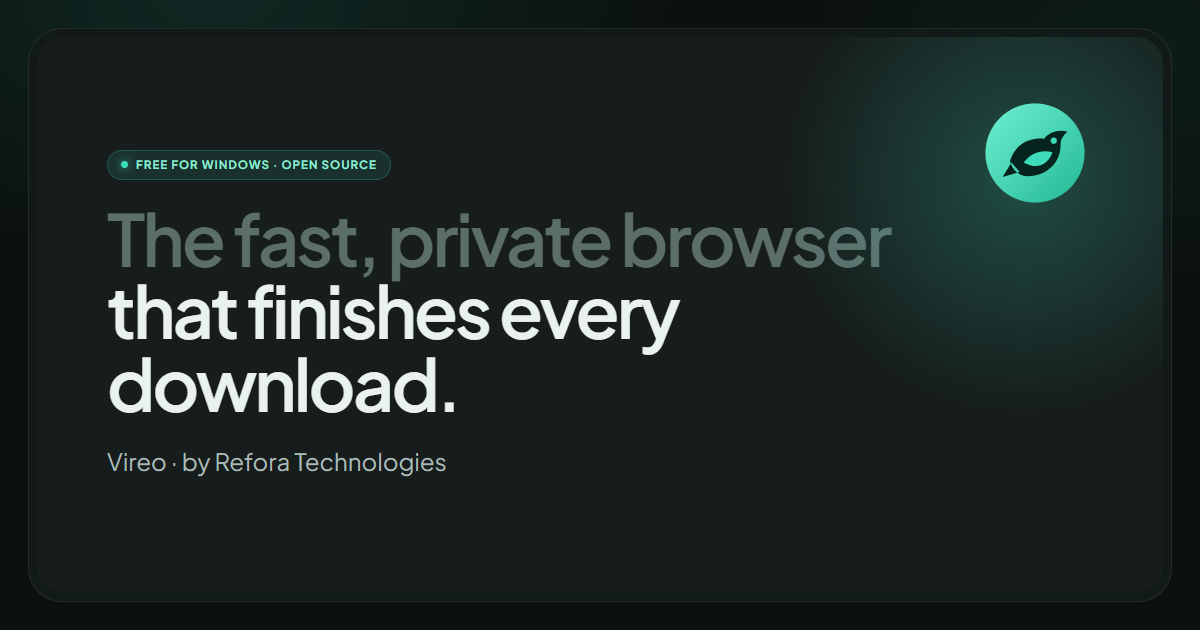 FREE FOR WINDOWS · OPEN SOURCE
The fast, private browser
that finishes every
download.
Vireo · by Refora Technologies